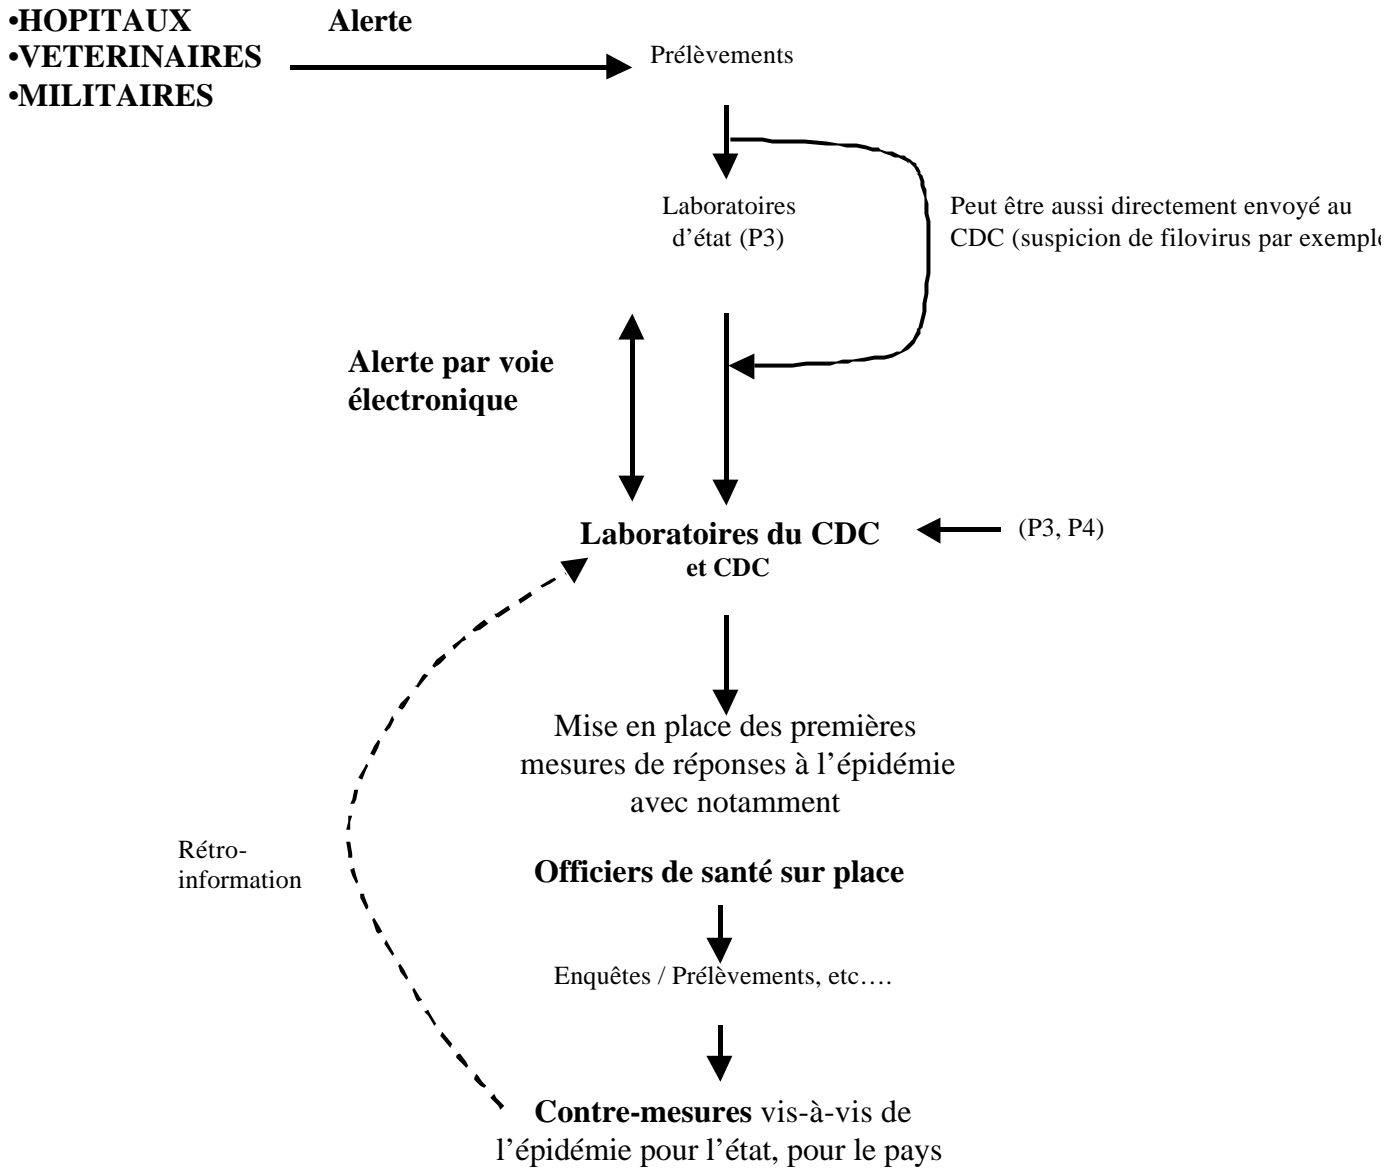 •HOPITAUX
•VETERINAIRES
•MILITAIRES
Alerte
Prélèvements
Laboratoires
d’état (P3)
Peut être aussi directement envoyé au
CDC (suspicion de filovirus par exemple
Alerte par voie
électronique
Laboratoires du CDC
et CDC
(P3, P4)
Mise en place des premières
mesures de réponses à l’épidémie
avec notamment
Rétro-
information
Officiers de santé sur place
Enquêtes / Prélèvements, etc….
Contre-mesures vis-à-vis de
l’épidémie pour l’état, pour le pays